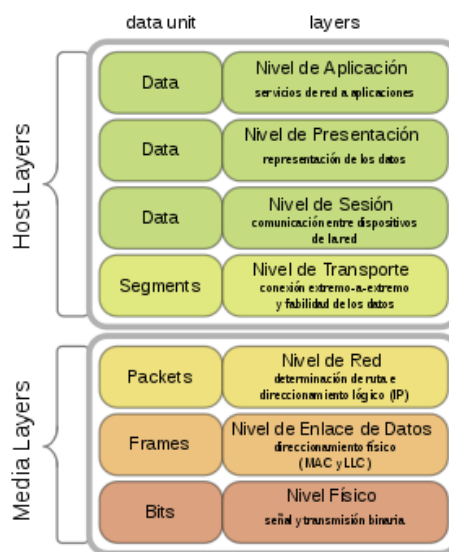 data unit layers
Host Layers
Data
Nivel de Aplicación
servicios de red a aplicaciones
Data
Nivel de Presentación
representación de los datos
Data
Nivel de Sesión
comunicación entre dispositivos
de la red
Segments
Nivel de Transporte
conexión extremo-a-extremo
y fabilidad de los datos
Media Layers
Packets
Nivel de Red
determinación de ruta e
direccionamiento lógico (IP)
Frames
Nivel de Enlace de Datos
direccionamiento físico
(MAC y LLC)
Bits
Nivel Físico
señal y transmisión binaria